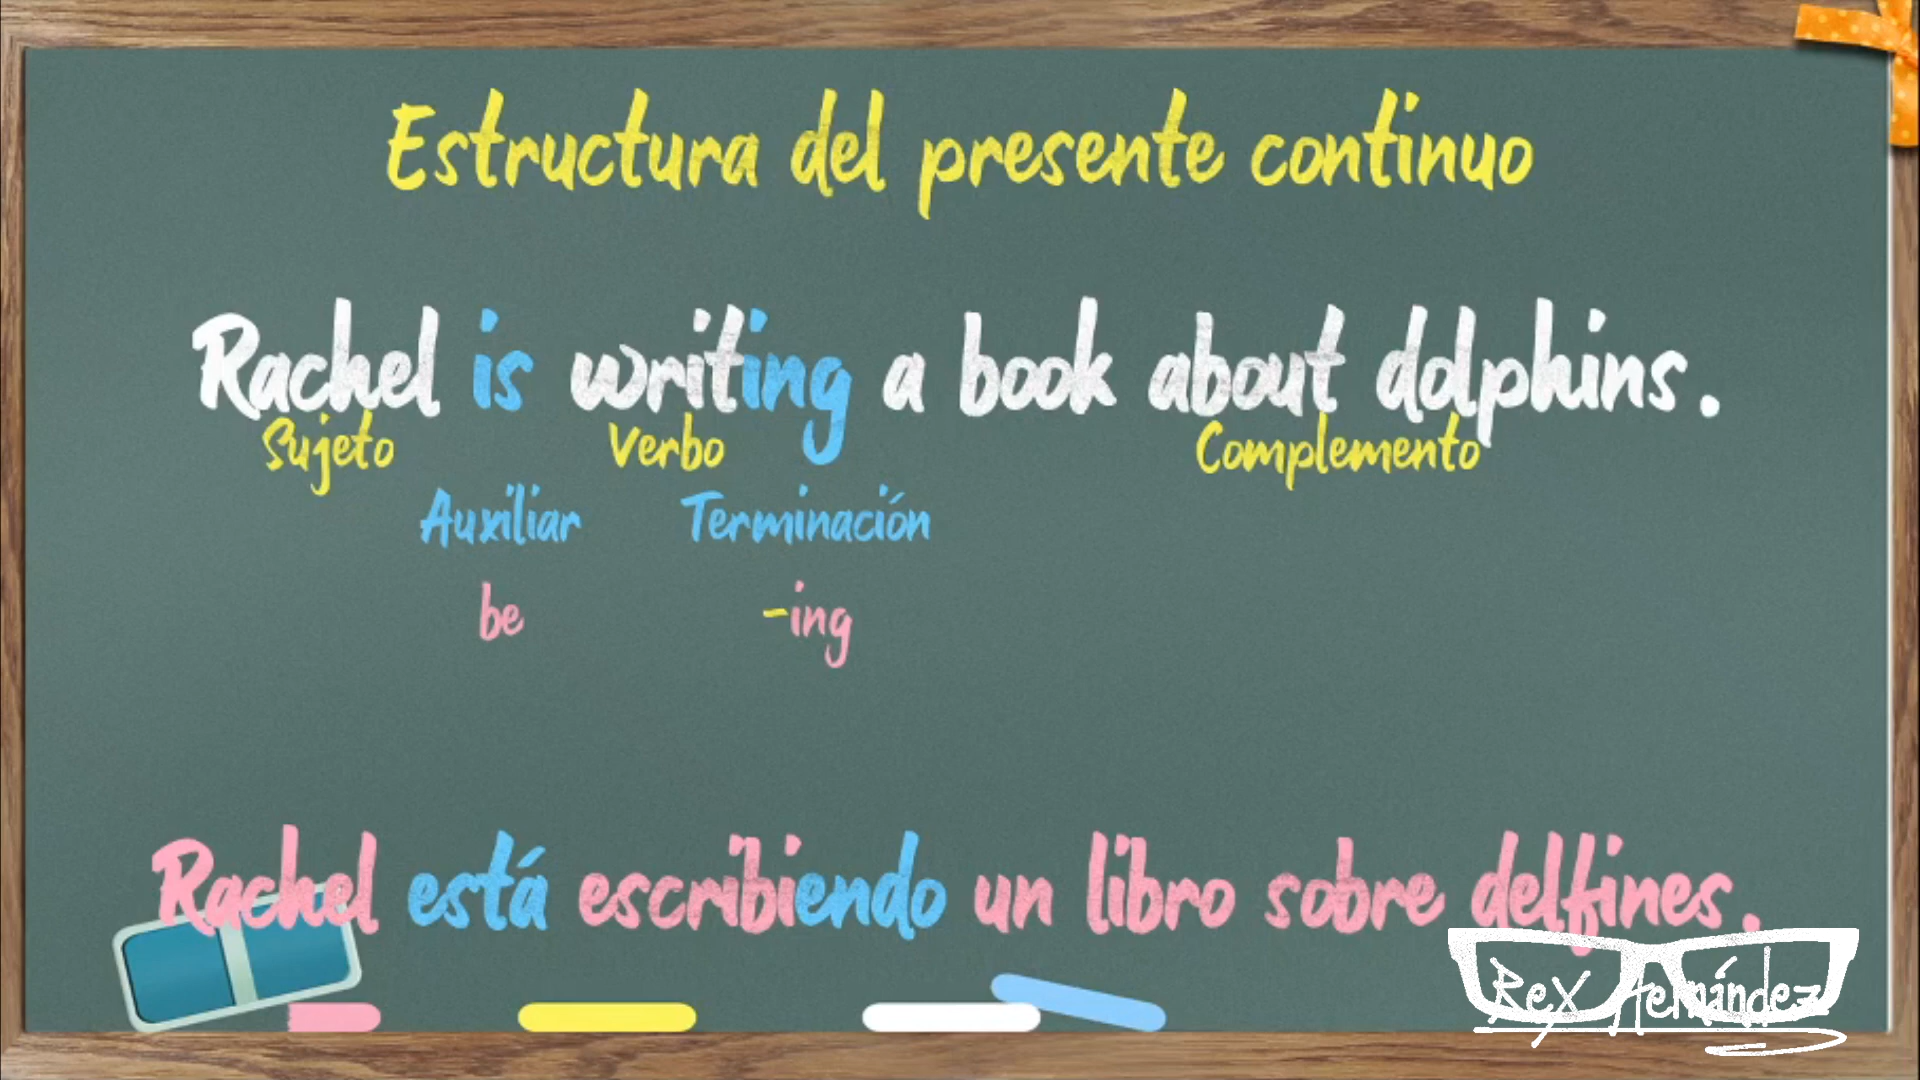 Estructura del presente continuo
Rachel is writing a book about dolphins.
Sujeto Verbo Complemento
Auxiliar Terminación
be -ing
Rachel está escribiendo un libro sobre delfines.
Rex Hernández